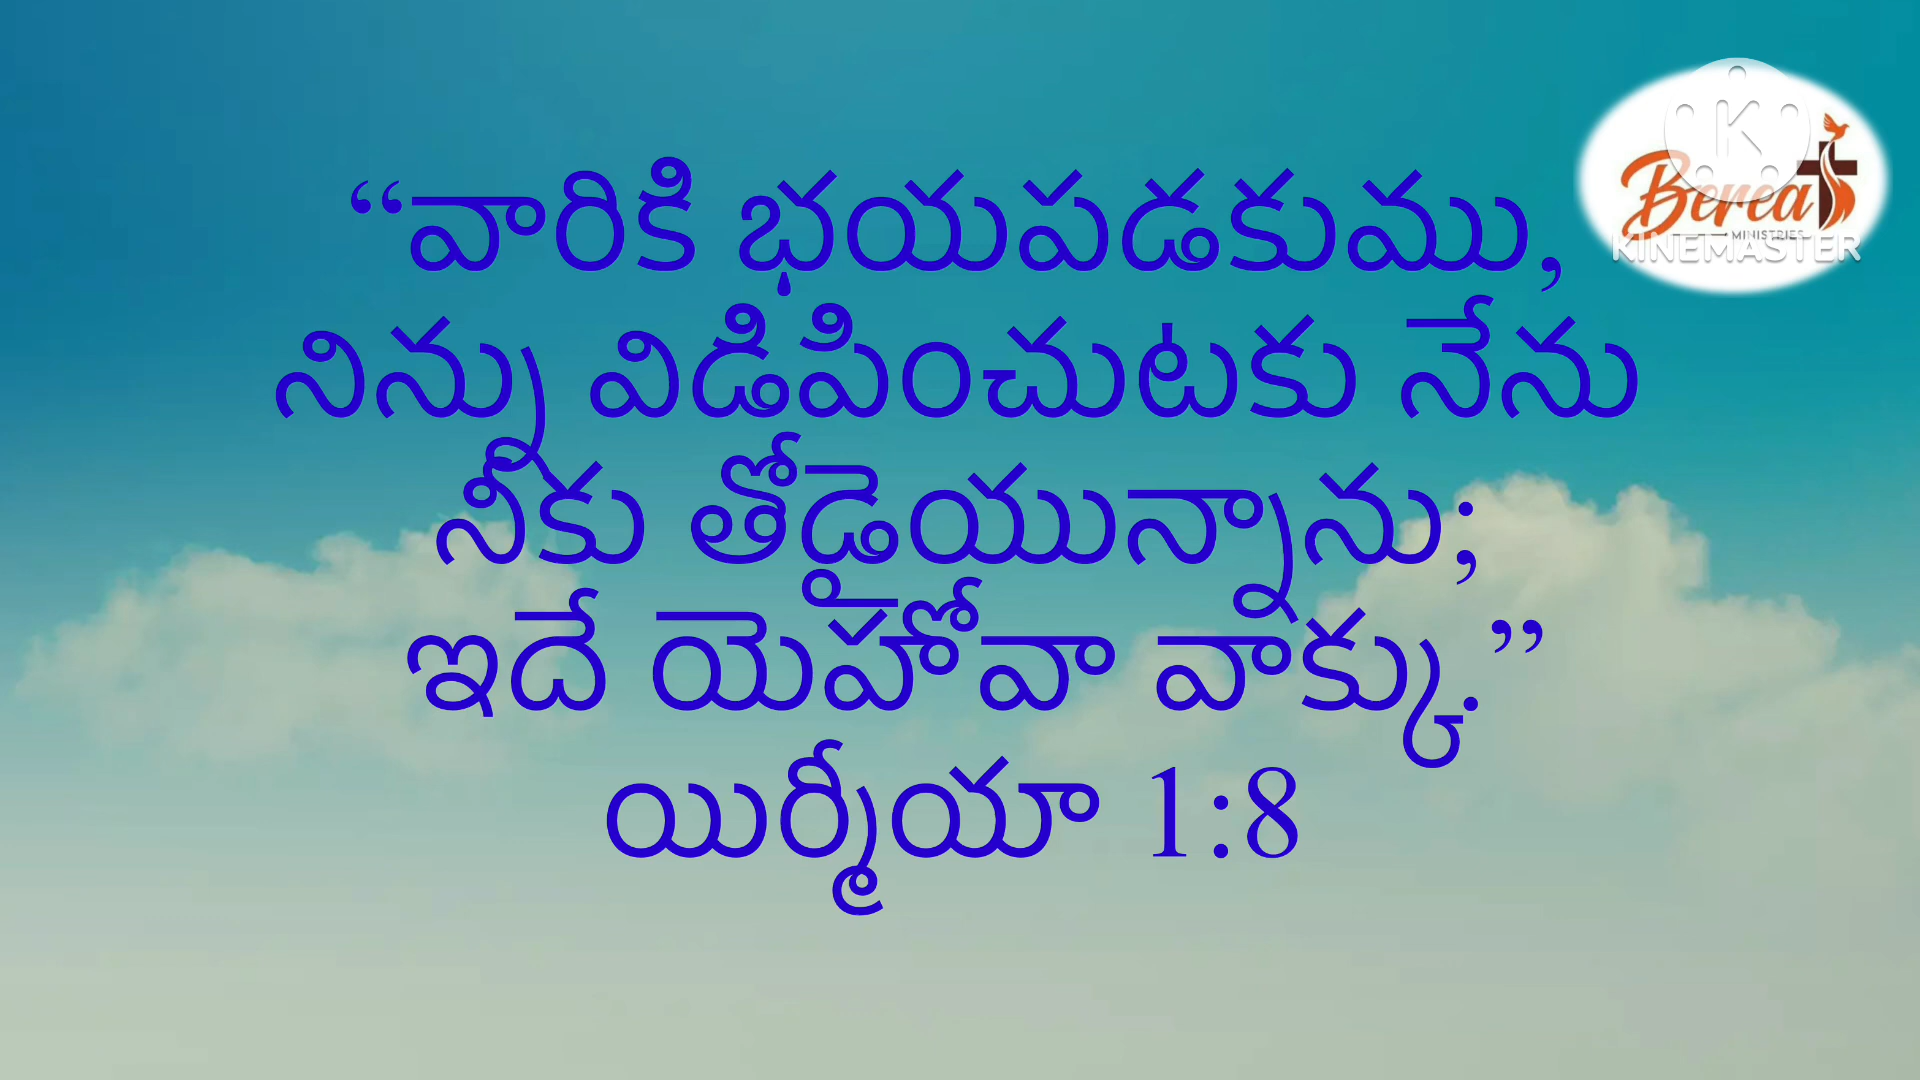 “వారికి భయపడకుము,
నిన్ను విడిపించుటకు నేను
నీకు తోడైయున్నాను;
ఇదే యెహోవా వాక్కు.”
యిర్మీయా 1:8
K
Berea
MINISTRIES
KINEMASTER